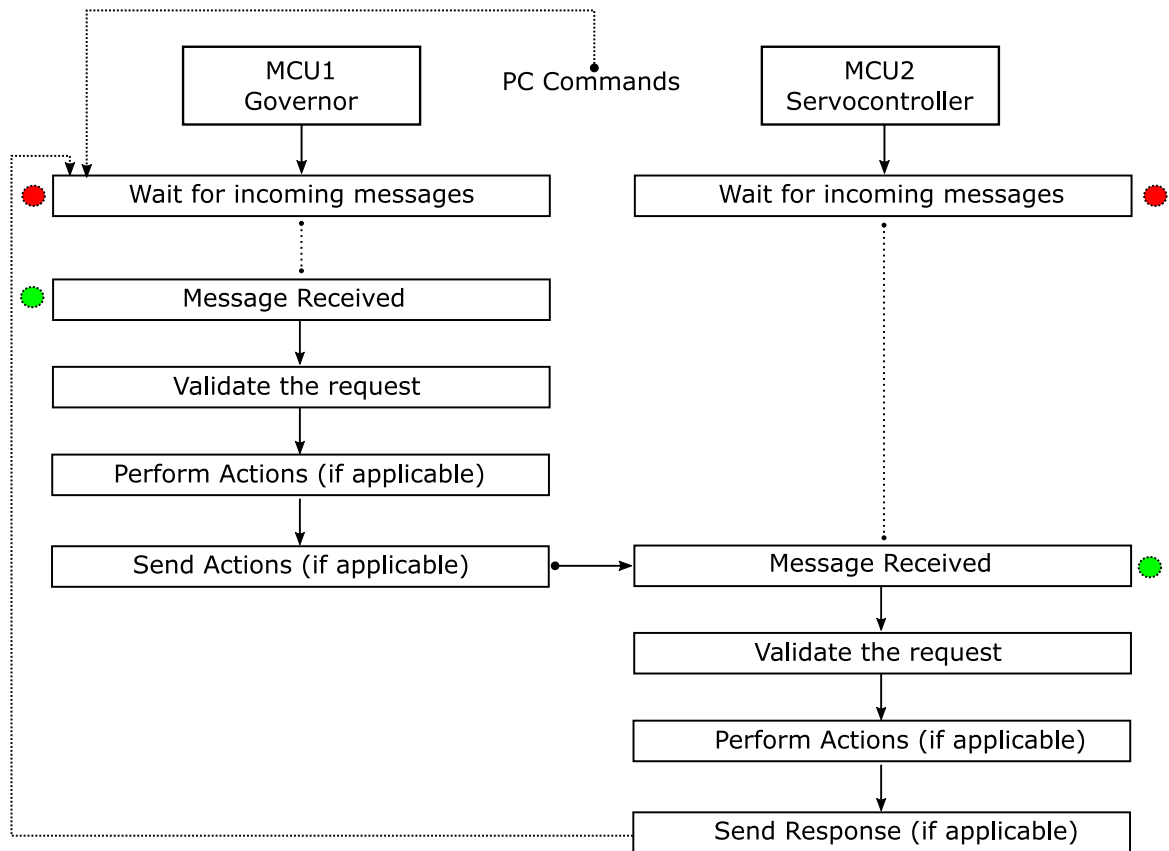 MCU1
Governor
PC Commands
MCU2
Servocontroller
Wait for incoming messages
Wait for incoming messages
Message Received
Validate the request
Perform Actions (if applicable)
Send Actions (if applicable)
Message Received
Validate the request
Perform Actions (if applicable)
Send Response (if applicable)